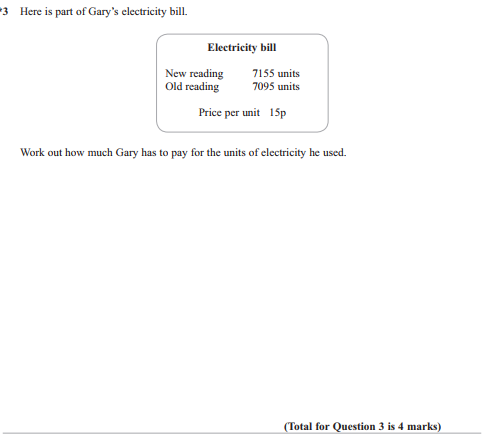 *3 Here is part of Gary's electricity bill.
Electricity bill
New reading 7155 units
Old reading 7095 units
Price per unit 15p
Work out how much Gary has to pay for the units of electricity he used.
(Total for Question 3 is 4 marks)